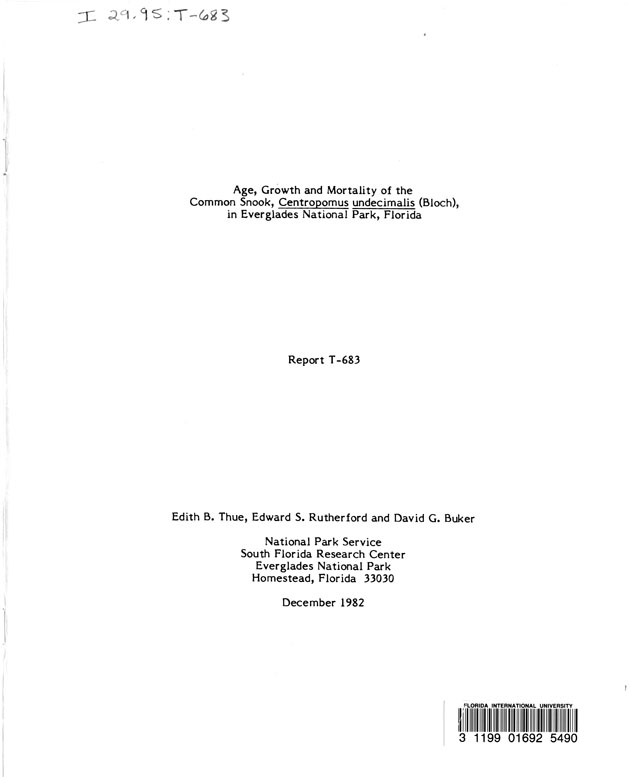 I 29.95:T-683
Age, Growth and Mortality of the
Common Snook, Centropomus undecimalis (Bloch),
in Everglades National Park, Florida
Report T-683
Edith B. Thue, Edward S. Rutherford and David G. Buker
National Park Service
South Florida Research Center
Everglades National Park
Homestead, Florida 33030
December 1982
FLORIDA INTERNATIONAL UNIVERSITY
3 1199 01692 5490